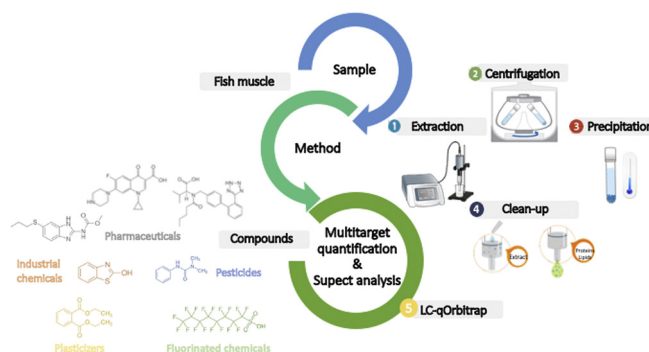 Sample
Fish muscle
Method
Compounds
Multitarget
quantification
&
Supect analysis
1 Extraction
2 Centrifugation
3 Precipitation
4 Clean-up
Extract
Proteins
Lipids
5 LC-qOrbitrap
Pharmaceuticals
Industrial
chemicals
Pesticides
Plasticizers
Fluorinated chemicals